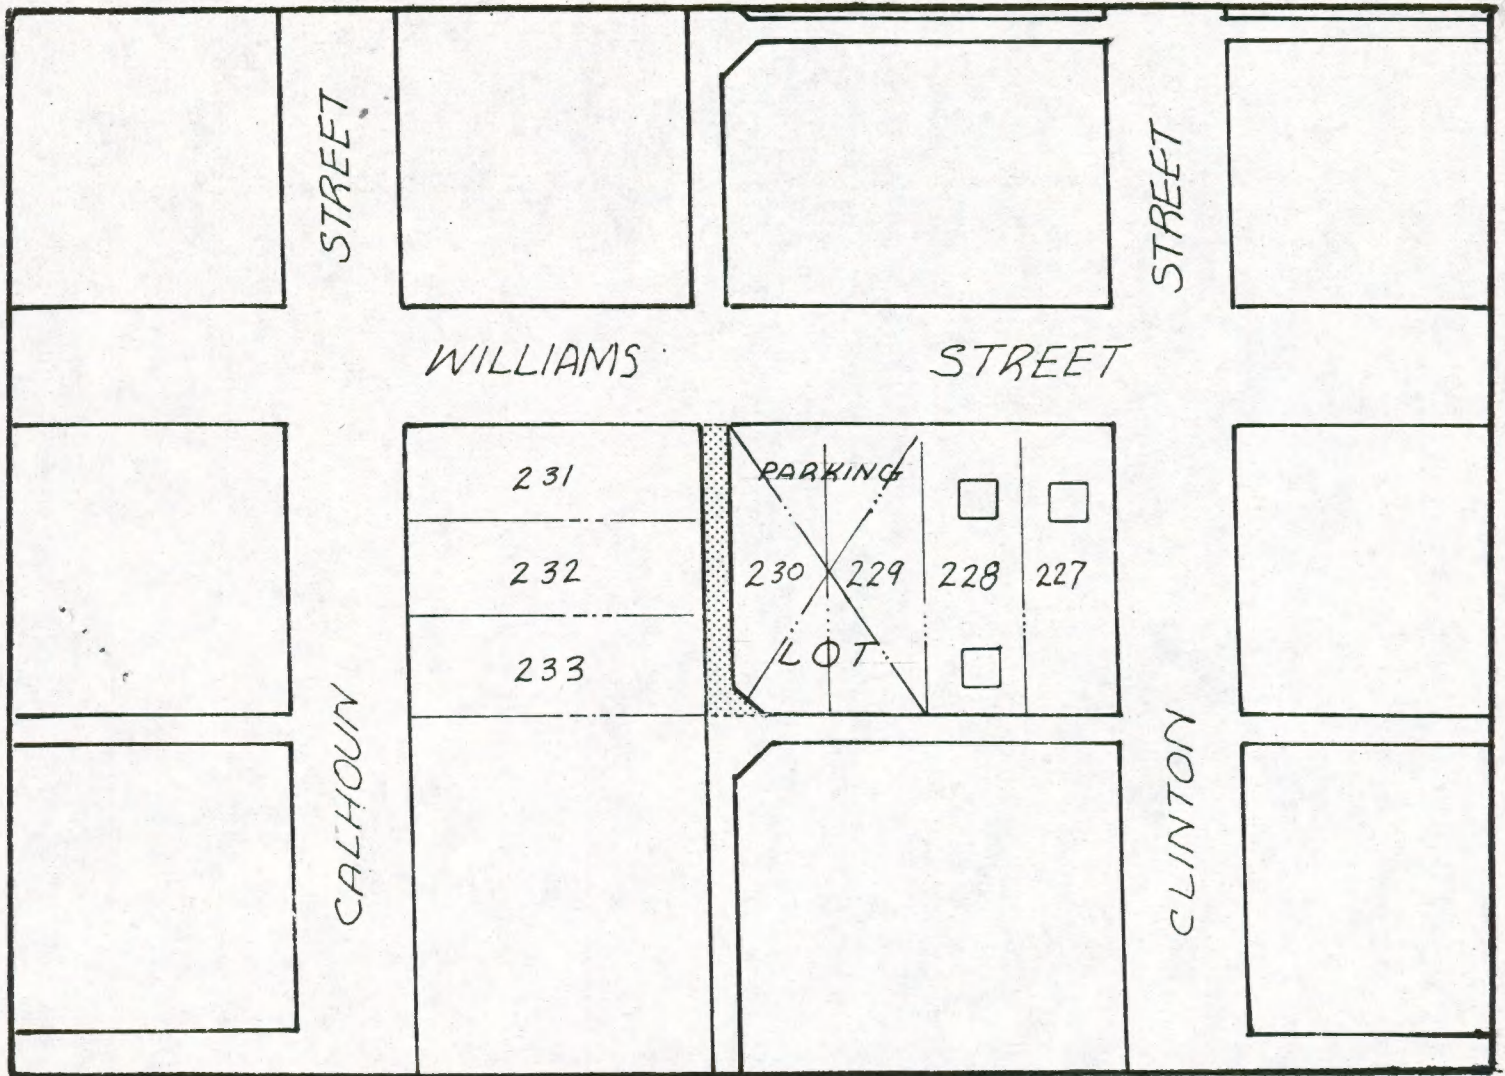 STREET
STREET
WILLIAMS STREET
231
PARKING
232
230 229 228 227
LOT
233
CALHOUN
CLINTON